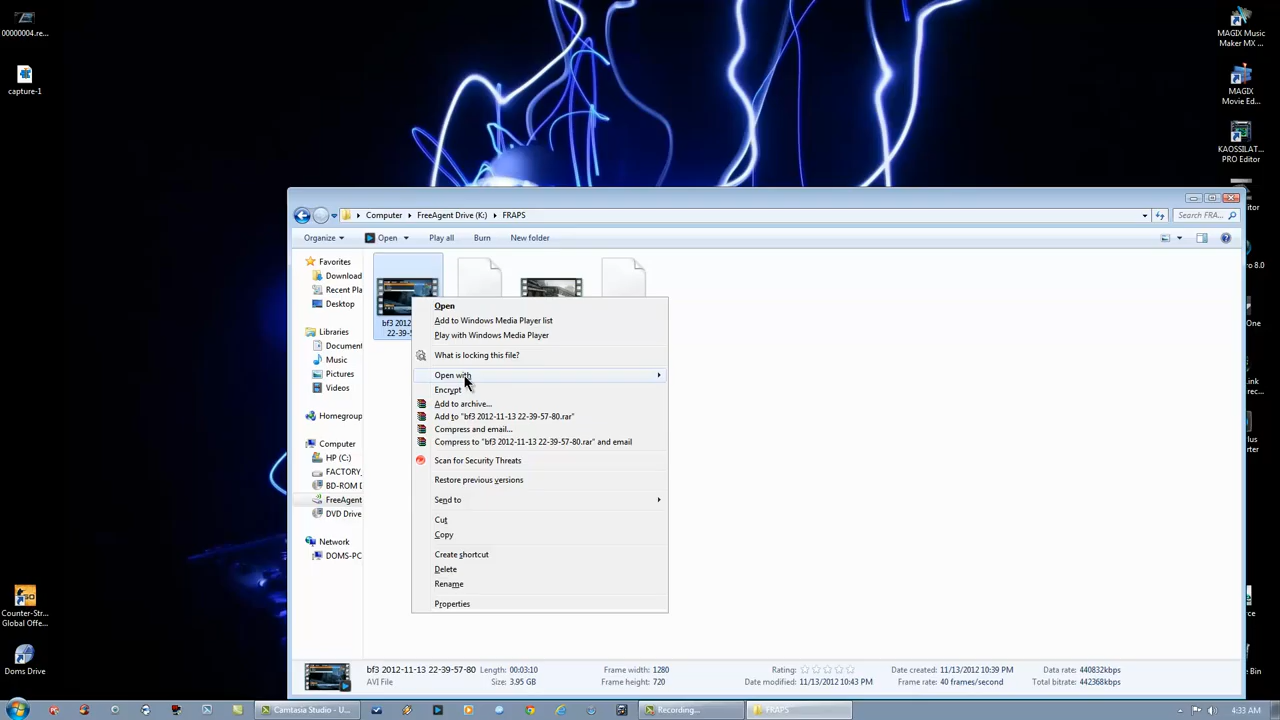 00000004.re...
capture-1
Counter-Str...
Global Offe...
Doms Drive
MAGIX Music
Maker MX ...
MAGIX
Movie Ed...
KAOSSILAT...
PRO Editor
Computer
FreeAgent Drive (K:)
FRAPS
Search FRA...
Organize
Open
Play all
Burn
New folder
Favorites
Download
Recent Pla
Desktop
Libraries
Document
Music
Pictures
Videos
Homegroup
Computer
HP (C:)
FACTORY_
BD-ROM D
FreeAgent
DVD Drive
Network
DOMS-PC
bf3 2012
22-39-5
Open
Add to Windows Media Player list
Play with Windows Media Player
What is locking this file?
Open with
Encrypt
Add to archive...
Add to "bf3 2012-11-13 22-39-57-80.rar"
Compress and email...
Compress to "bf3 2012-11-13 22-39-57-80.rar" and email
Scan for Security Threats
Restore previous versions
Send to
Cut
Copy
Create shortcut
Delete
Rename
Properties
bf3 2012-11-13 22-39-57-80 Length: 00:03:10 Frame width: 1280 Rating: Date created: 11/13/2012 10:39 PM Data rate: 440832kbps
AVI File Size: 3.95 GB Frame height: 720 Date modified: 11/13/2012 10:43 PM Frame rate: 40 frames/second Total bitrate: 442368kbps
Camtasia Studio - U...
Recording...
FRAPS
4:33 AM